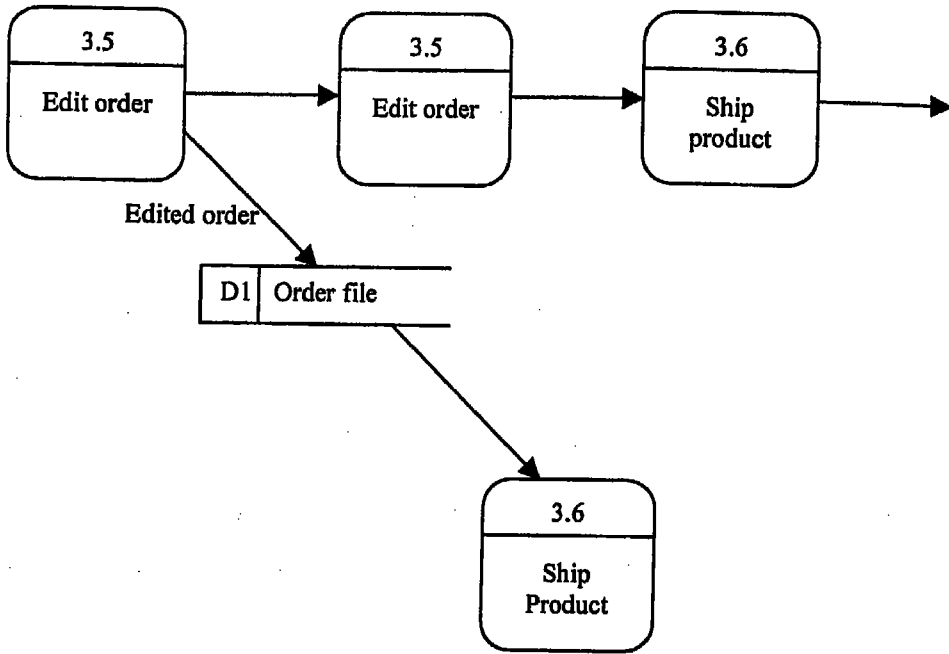 3.5
Edit order
3.5
Edit order
3.6
Ship
product
Edited order
D1 Order file
3.6
Ship
Product